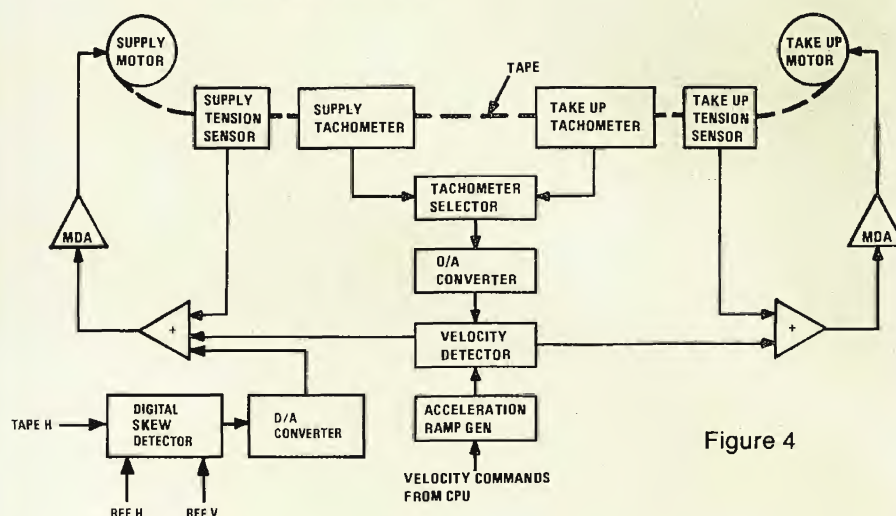 SUPPLY
MOTOR
TAKE UP
MOTOR
TAPE
SUPPLY
TENSION
SENSOR
SUPPLY
TACHOMETER
TAKE UP
TACHOMETER
TAKE UP
TENSION
SENSOR
TACHOMETER
SELECTOR
MDA
MDA
O/A
CONVERTER
+
VELOCITY
DETECTOR
+
TAPE H
DIGITAL
SKEW
DETECTOR
D/A
CONVERTER
ACCELERATION
RAMP GEN
Figure 4
VELOCITY COMMANDS
FROM CPU
REF H
REF V